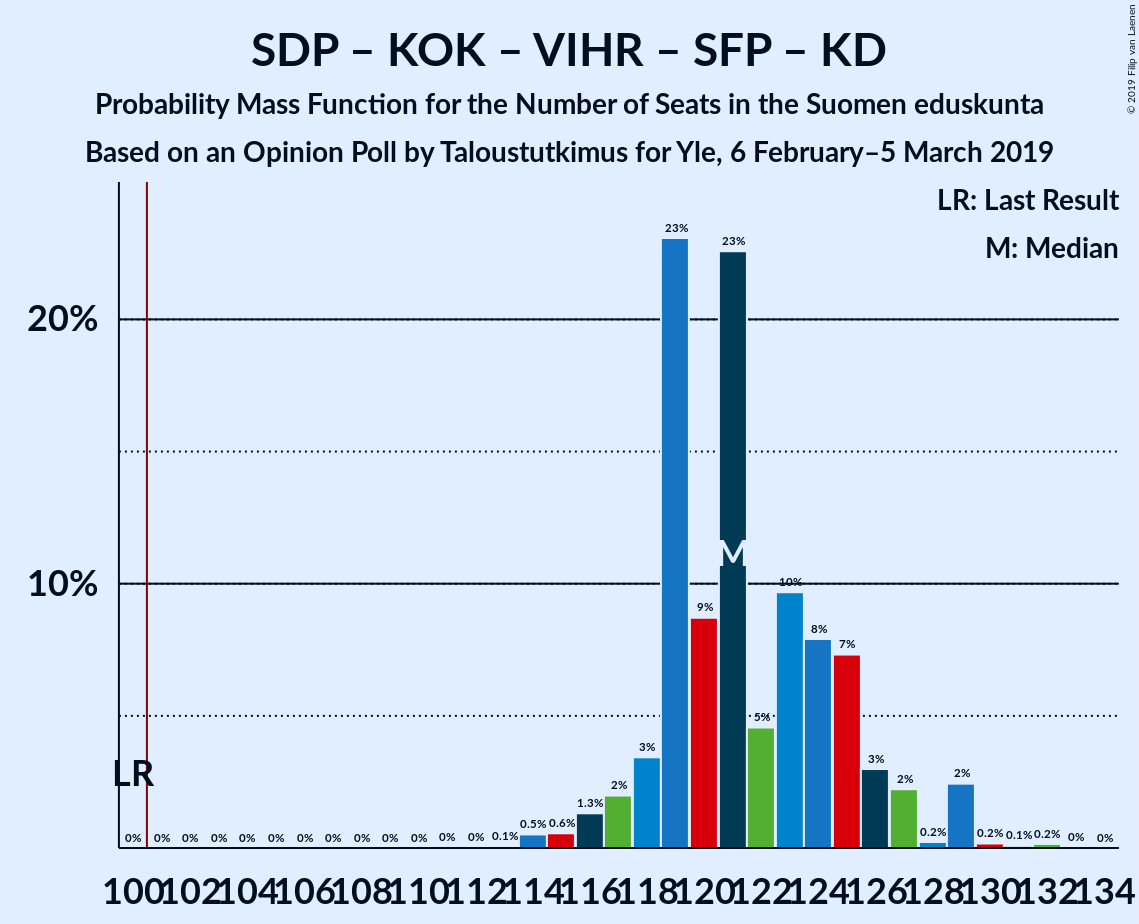 SDP – KOK – VIHR – SFP – KD
Probability Mass Function for the Number of Seats in the Suomen eduskunta
Based on an Opinion Poll by Taloustutkimus for Yle, 6 February–5 March 2019
© 2019 Filip van Laenen
LR: Last Result
M: Median
20%
10%
LR
M
0% 0% 0% 0% 0% 0% 0% 0% 0% 0% 0% 0% 0% 0.1% 0.5% 0.6% 1.3% 2% 3% 23% 9% 23% 5% 10% 8% 7% 3% 2% 0.2% 2% 0.2% 0.1% 0.2% 0% 0%
100 102 104 106 108 110 112 114 116 118 120 122 124 126 128 130 132 134